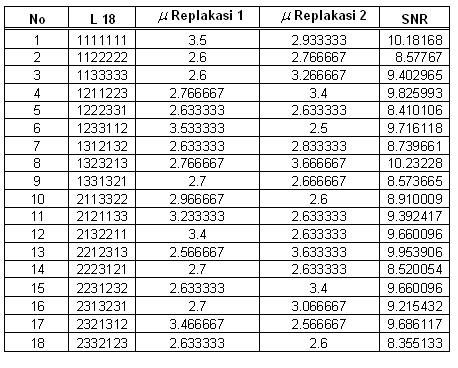 No L 18 μ Replakasi 1 μ Replakasi 2 SNR
1 1111111 3.5 2.933333 10.18168
2 1122222 2.6 2.766667 8.57767
3 1133333 2.6 3.266667 9.402965
4 1211223 2.766667 3.4 9.825993
5 1222331 2.633333 2.633333 8.410106
6 1233112 3.533333 2.5 9.716118
7 1312132 2.633333 2.833333 8.739661
8 1323213 2.766667 3.666667 10.23228
9 1331321 2.7 2.666667 8.573665
10 2113322 2.966667 2.6 8.910009
11 2121133 3.233333 2.633333 9.392417
12 2132211 3.4 2.633333 9.660096
13 2212313 2.566667 3.633333 9.953906
14 2223121 2.7 2.633333 8.520054
15 2231232 2.633333 3.4 9.660096
16 2313231 2.7 3.066667 9.215432
17 2321312 3.466667 2.566667 9.686117
18 2332123 2.633333 2.6 8.355133